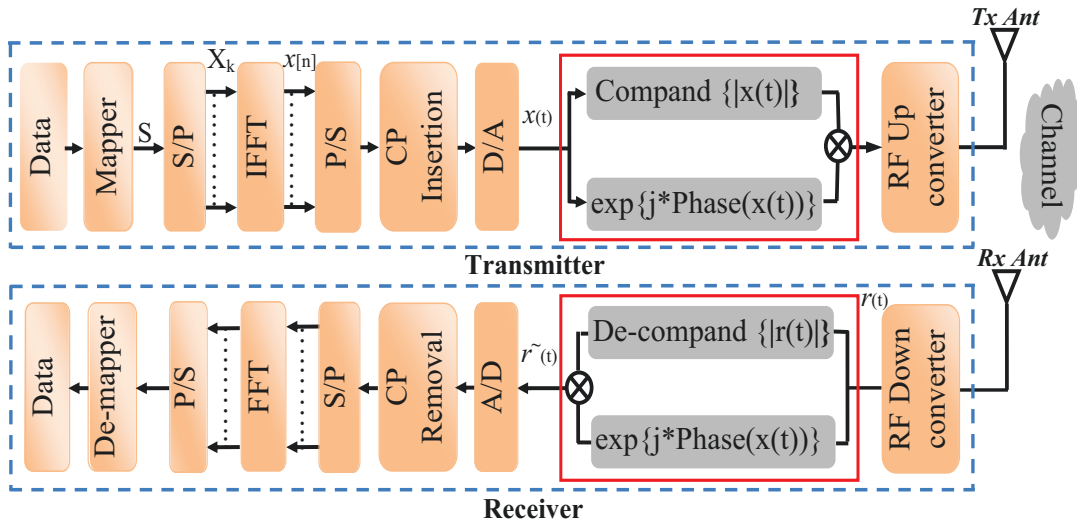 Tx Ant
Data
Mapper
S
S/P
X_k
IFFT
x[n]
P/S
CP Insertion
D/A
x(t)
Compand {|x(t)|}
exp{j*Phase(x(t))}
RF Up converter
Channel
Transmitter
Rx Ant
Data
De-mapper
P/S
FFT
S/P
CP Removal
A/D
r˜(t)
De-compand {|r(t)|}
exp{j*Phase(x(t))}
r(t)
RF Down converter
Receiver